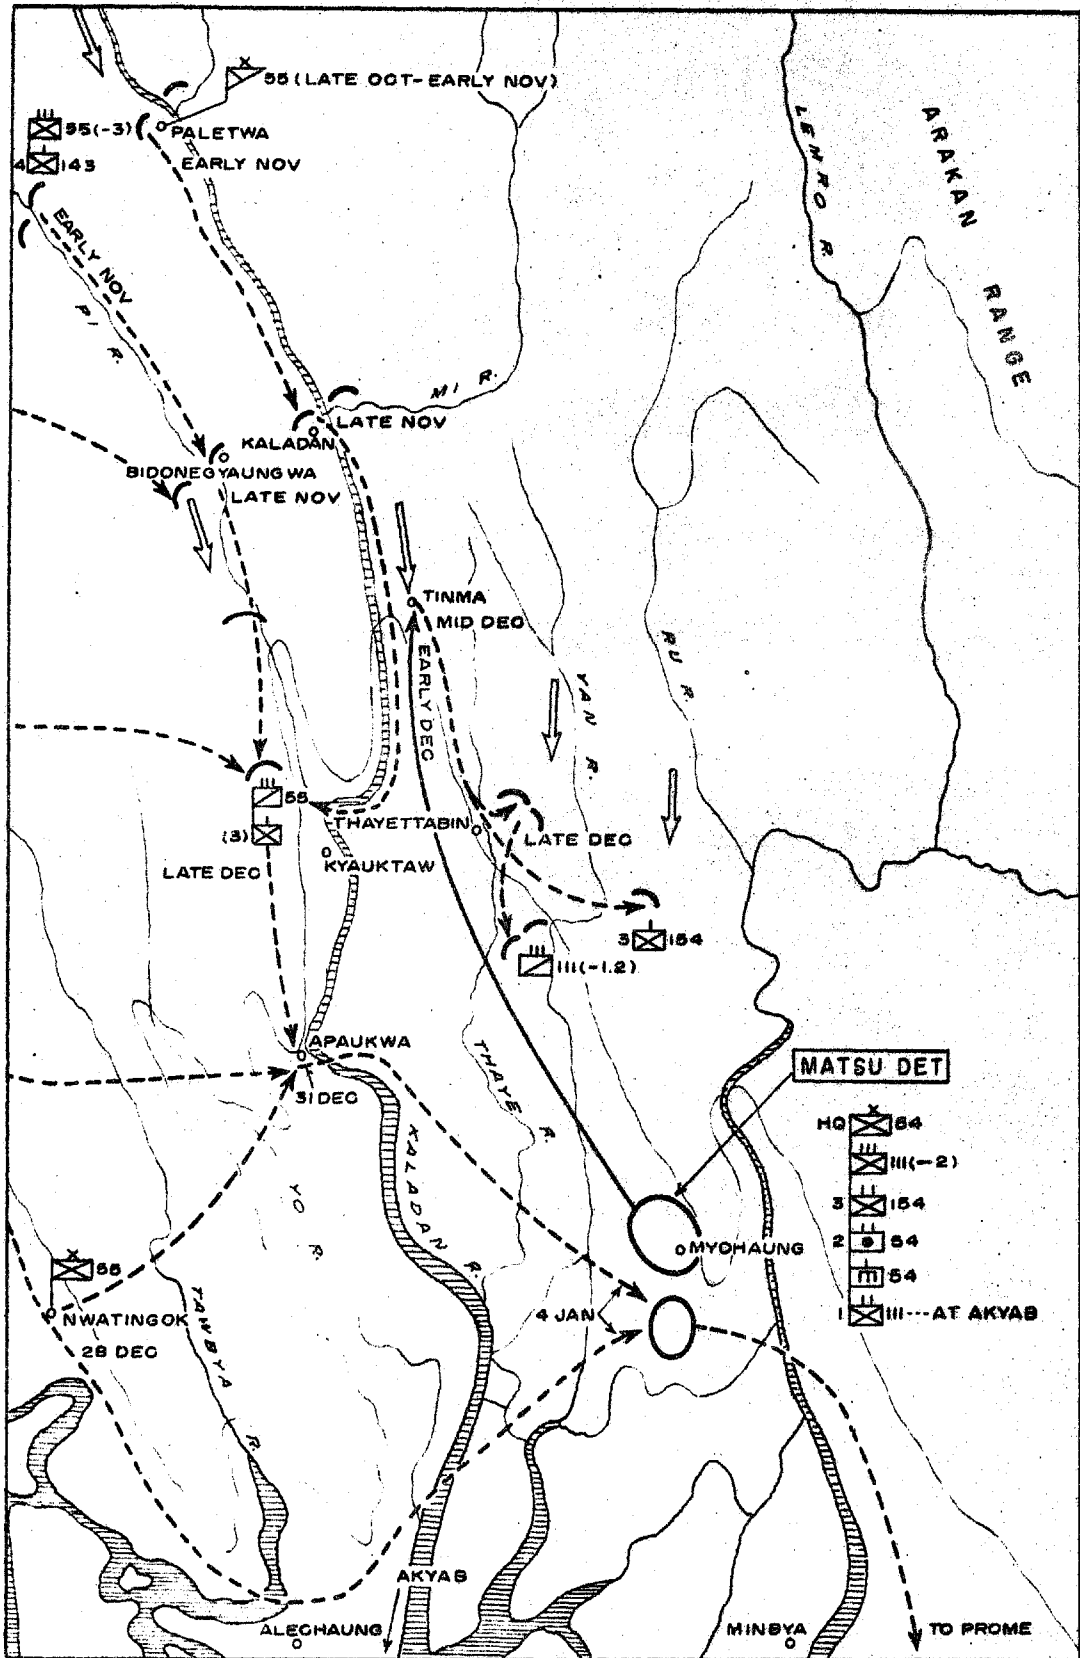 55 (LATE OCT-EARLY NOV)
55(-3)
4 143
PALETWA
EARLY NOV
EARLY NOV
PI R.
LEMRO R.
ARAKAN
RANGE
MI R.
LATE NOV
KALADAN
BIDONEGYAUNGWA
LATE NOV
TINMA
MID DEC
EARLY DEC
YAN R.
RU R.
55
(3)
LATE DEC
THAYETTABIN
LATE DEC
KYAUKTAW
3 154
111(-1.2)
APAUKWA
31 DEC
THAYE R.
KALADAN R.
YO R.
MATSU DET
HQ 54
111(-2)
3 154
2 54
54
1 111---AT AKYAB
MYOHAUNG
4 JAN
55
NWATINGOK
28 DEC
TAWBYA R.
AKYAB
ALECHAUNG
MINBYA
TO PROME